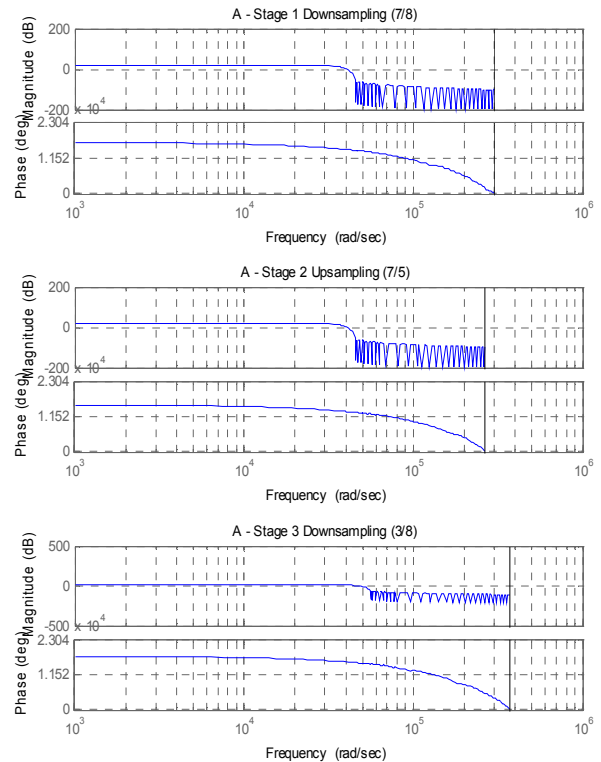 A - Stage 1 Downsampling (7/8)
Magnitude (dB)
200
0
-200
x 10^4
Phase (deg)
2.304
1.152
0
10^3 10^4 10^5 10^6
Frequency (rad/sec)
A - Stage 2 Upsampling (7/5)
Magnitude (dB)
200
0
-200
x 10^4
Phase (deg)
2.304
1.152
0
10^3 10^4 10^5 10^6
Frequency (rad/sec)
A - Stage 3 Downsampling (3/8)
Magnitude (dB)
500
0
-500
x 10^4
Phase (deg)
2.304
1.152
0
10^3 10^4 10^5 10^6
Frequency (rad/sec)